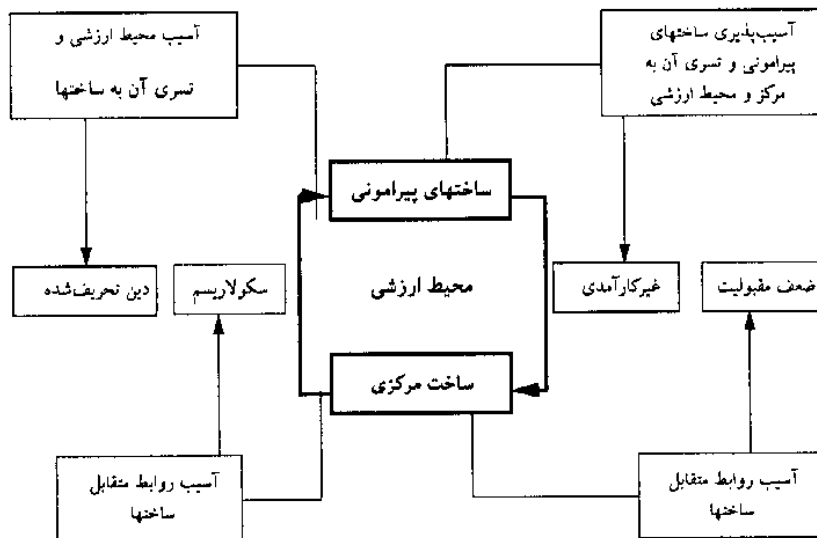 آسیب‌پذیری ساختهای
پیرامونی و تسری آن به
مرکز و محیط ارزشی
آسیب محیط ارزشی و
تسری آن به ساختها
ساختهای پیرامونی
ضعف مقبولیت
غیرکارآمدی
محیط ارزشی
سکولاریسم
دین تحریف‌شده
ساخت مرکزی
آسیب روابط متقابل
ساختها
آسیب روابط متقابل
ساختها